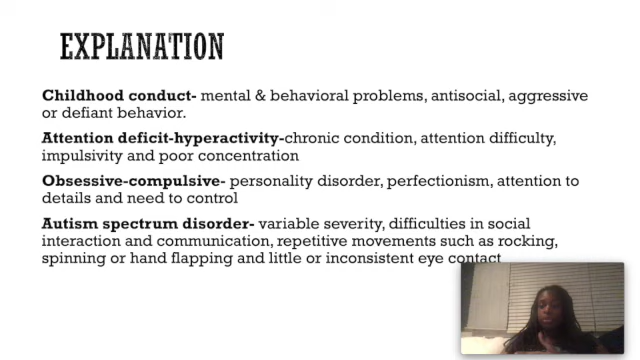 EXPLANATION
Childhood conduct- mental & behavioral problems, antisocial, aggressive
or defiant behavior.
Attention deficit-hyperactivity-chronic condition, attention difficulty,
impulsivity and poor concentration
Obsessive-compulsive- personality disorder, perfectionism, attention to
details and need to control
Autism spectrum disorder- variable severity, difficulties in social
interaction and communication, repetitive movements such as rocking,
spinning or hand flapping and little or inconsistent eye contact